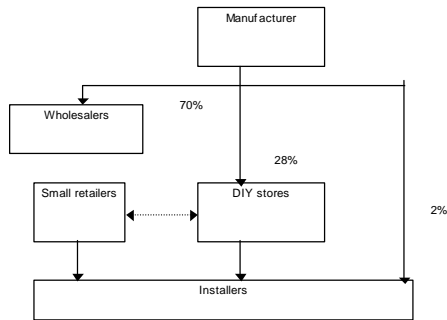 Manufacturer
70%
Wholesalers
28%
Small retailers
DIY stores
2%
Installers